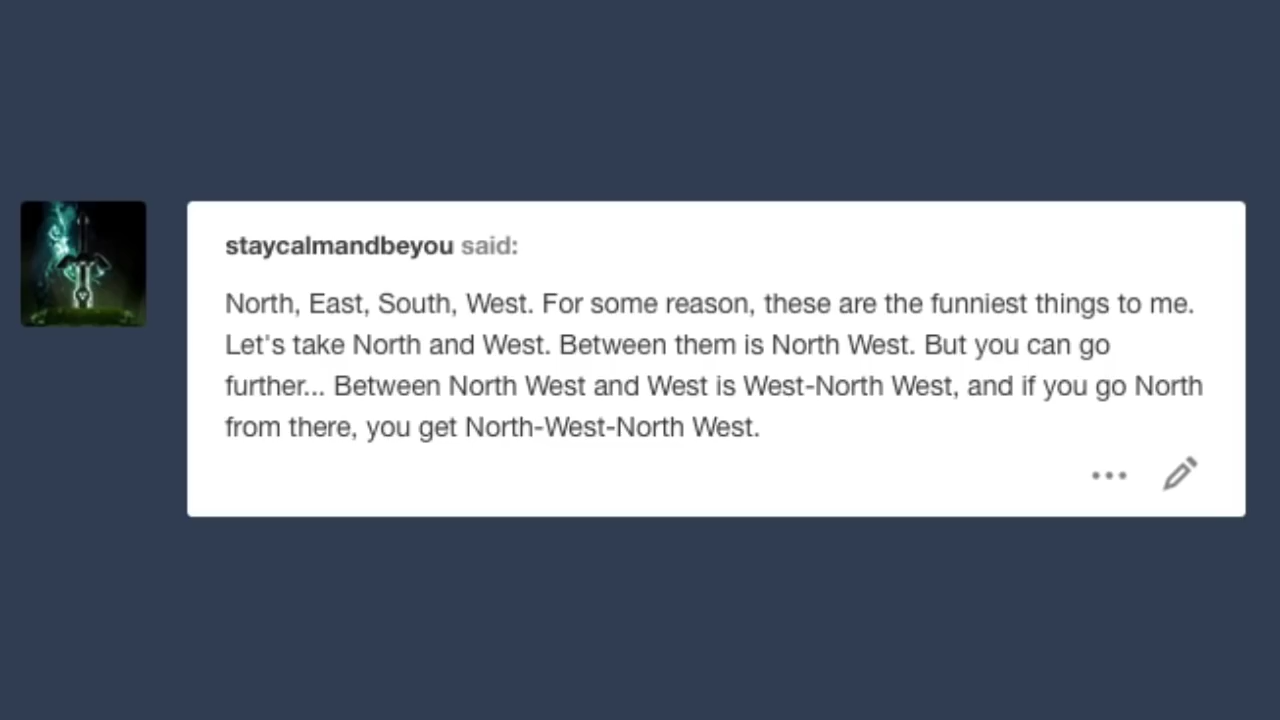 staycalmandbeyou said:
North, East, South, West. For some reason, these are the funniest things to me.
Let's take North and West. Between them is North West. But you can go
further... Between North West and West is West-North West, and if you go North
from there, you get North-West-North West.